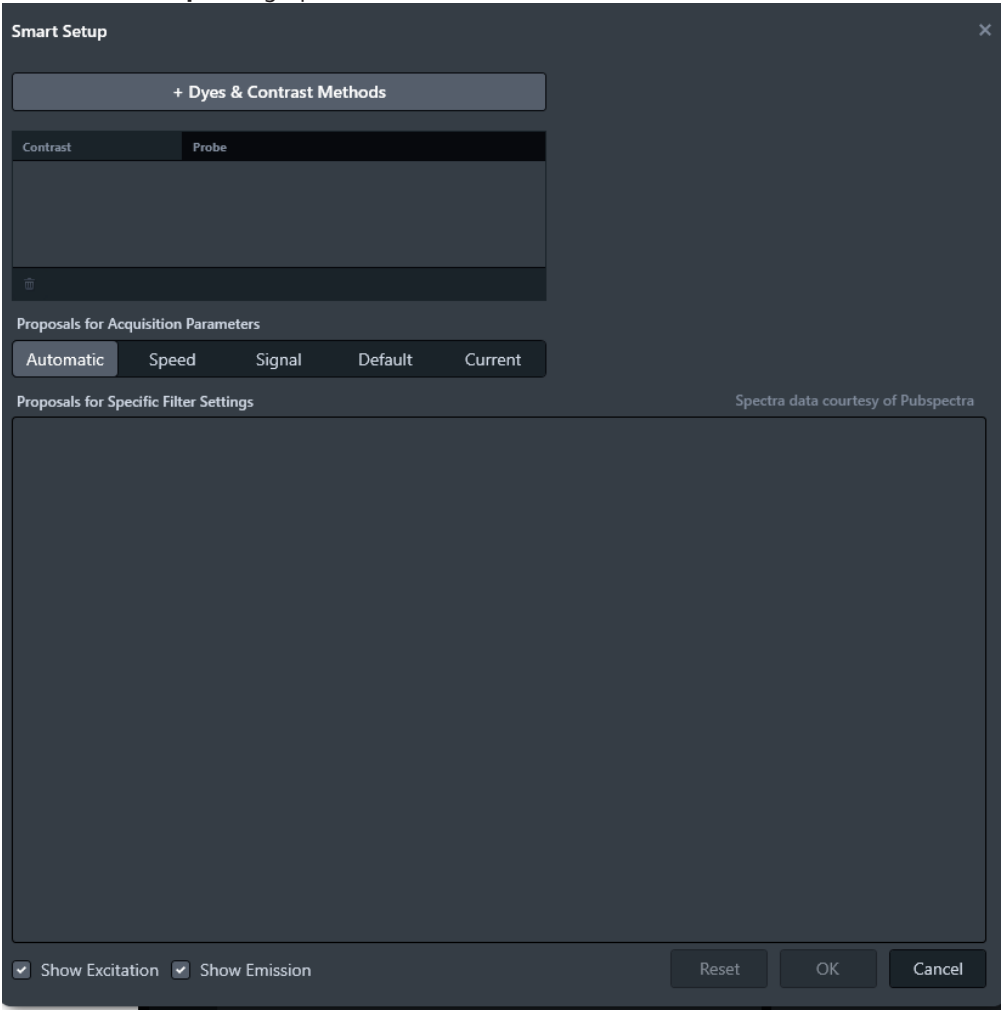 Smart Setup
+ Dyes & Contrast Methods
Contrast Probe
Proposals for Acquisition Parameters
Automatic Speed Signal Default Current
Proposals for Specific Filter Settings Spectra data courtesy of Pubspectra
Show Excitation Show Emission Reset OK Cancel